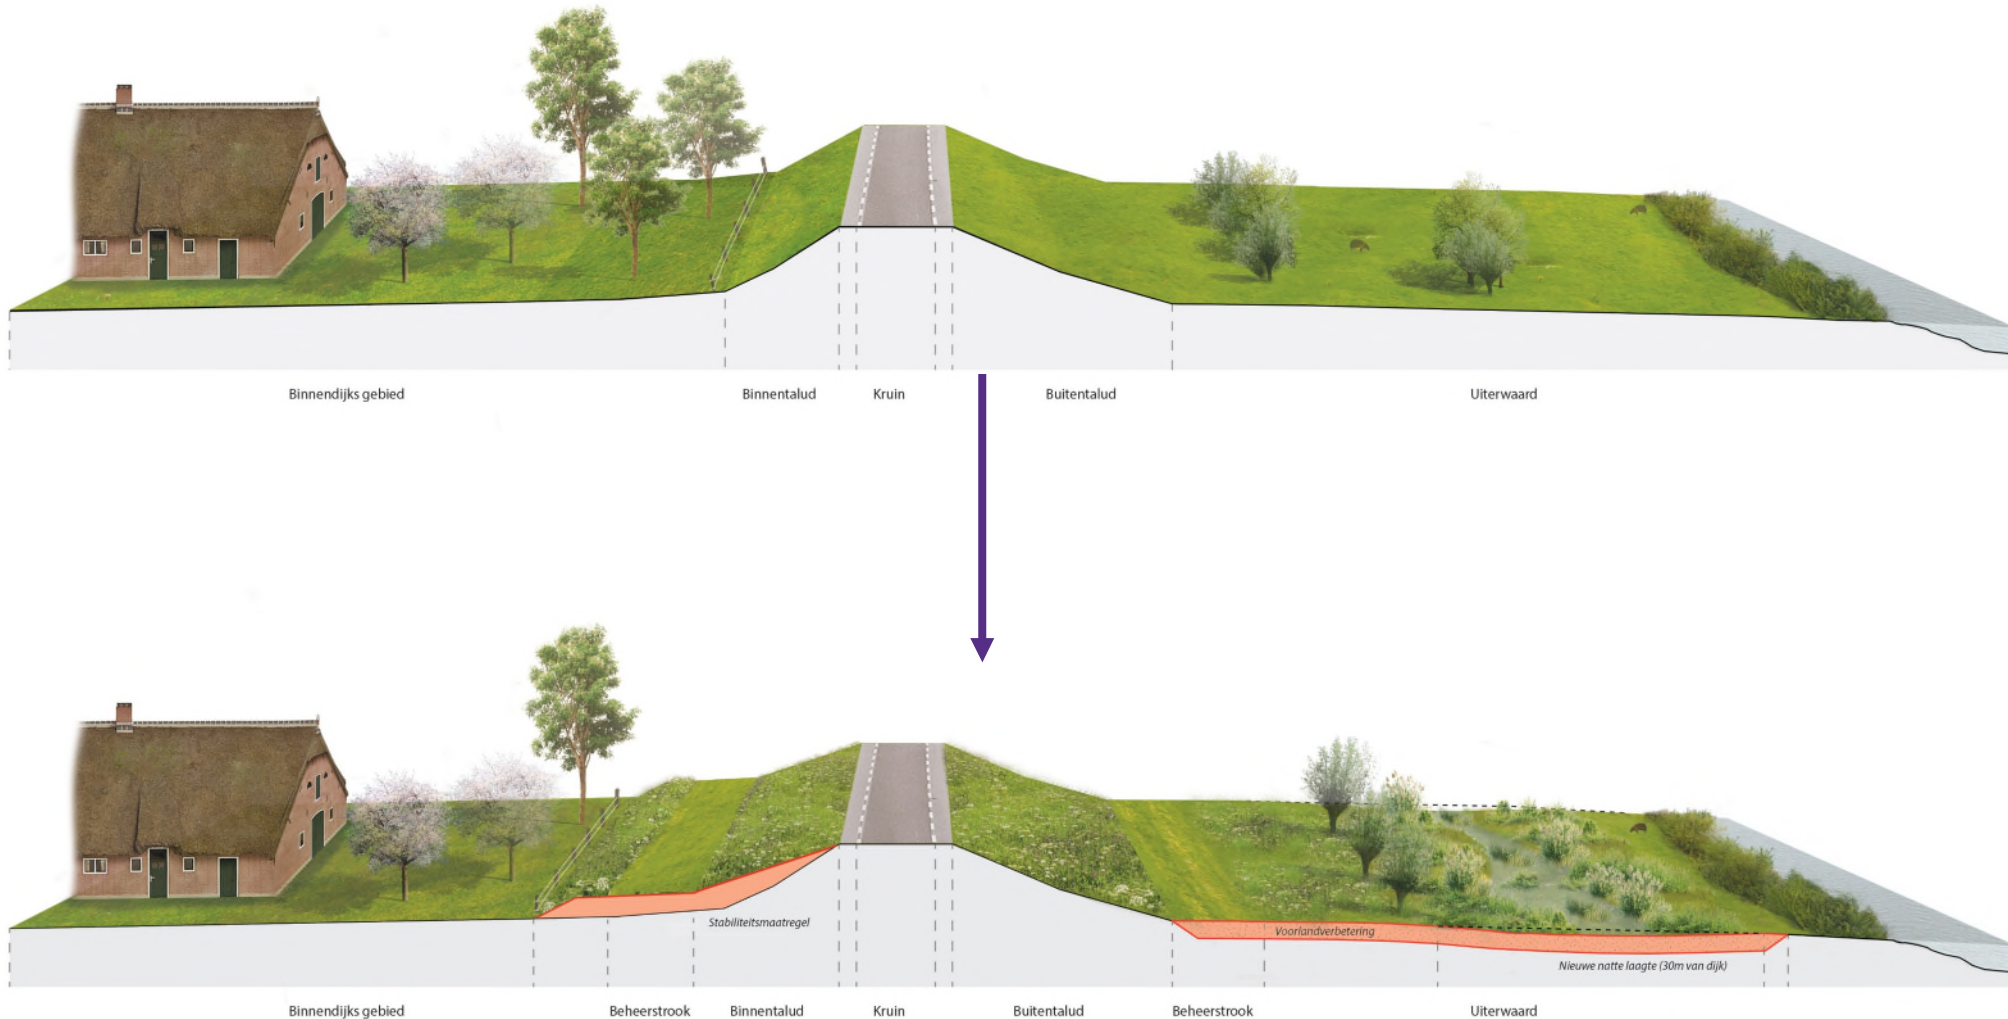 Binnendijks gebied
Binnentalud
Kruin
Buitentalud
Uiterwaard
Stabiliteitsmaatregel
Voorlandverbetering
Nieuwe natte laagte (30m van dijk)
Binnendijks gebied
Beheerstrook
Binnentalud
Kruin
Buitentalud
Beheerstrook
Uiterwaard